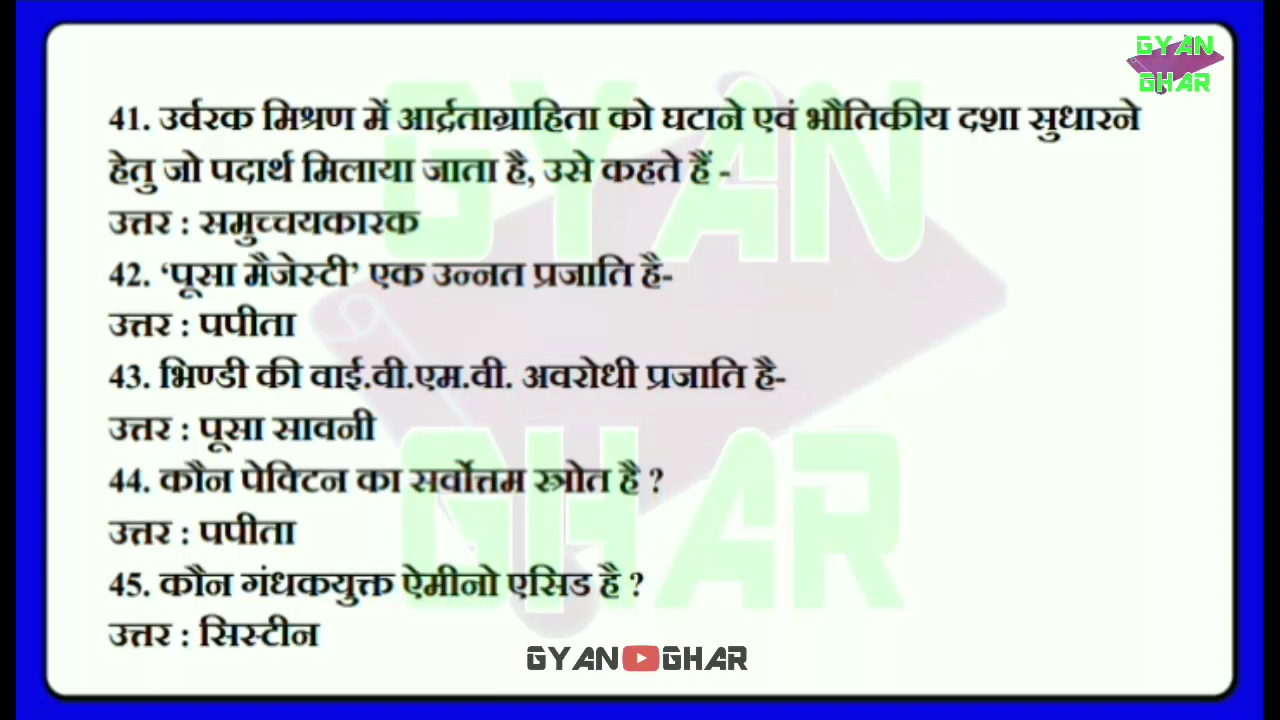 GYAN
GHAR
41. उर्वरक मिश्रण में आर्द्रताग्राहिता को घटाने एवं भौतिकीय दशा सुधारने
हेतु जो पदार्थ मिलाया जाता है, उसे कहते हैं -
उत्तर : समुच्चयकारक
42. ‘पूसा मैजेस्टी’ एक उन्नत प्रजाति है-
उत्तर : पपीता
43. भिण्डी की वाई.वी.एम.वी. अवरोधी प्रजाति है-
उत्तर : पूसा सावनी
44. कौन पेक्टिन का सर्वोत्तम स्त्रोत है ?
उत्तर : पपीता
45. कौन गंधकयुक्त ऐमीनो एसिड है ?
उत्तर : सिस्टीन
GYAN GHAR
GYAN
GHAR